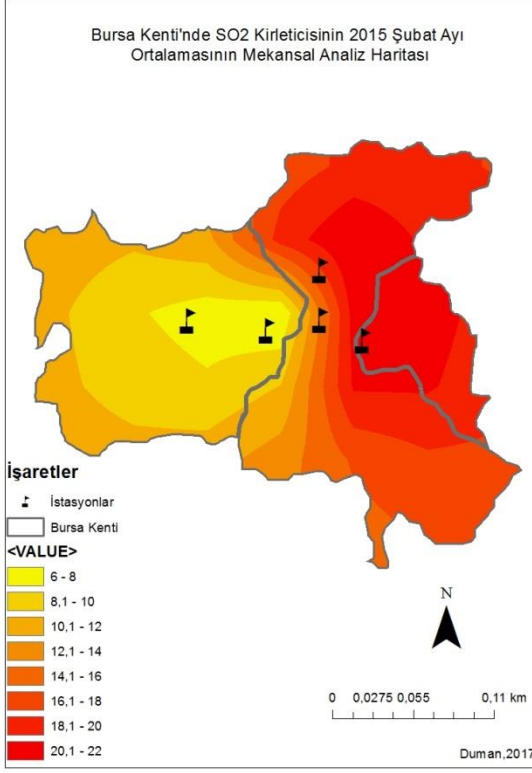 Bursa Kenti'nde SO2 Kirleticisinin 2015 Şubat Ayı
Ortalamasının Mekansal Analiz Haritası
İşaretler
İstasyonlar
Bursa Kenti
<VALUE>
6 - 8
8,1 - 10
10,1 - 12
12,1 - 14
14,1 - 16
16,1 - 18
18,1 - 20
20,1 - 22
N
0 0,0275 0,055 0,11 km
Duman,2017